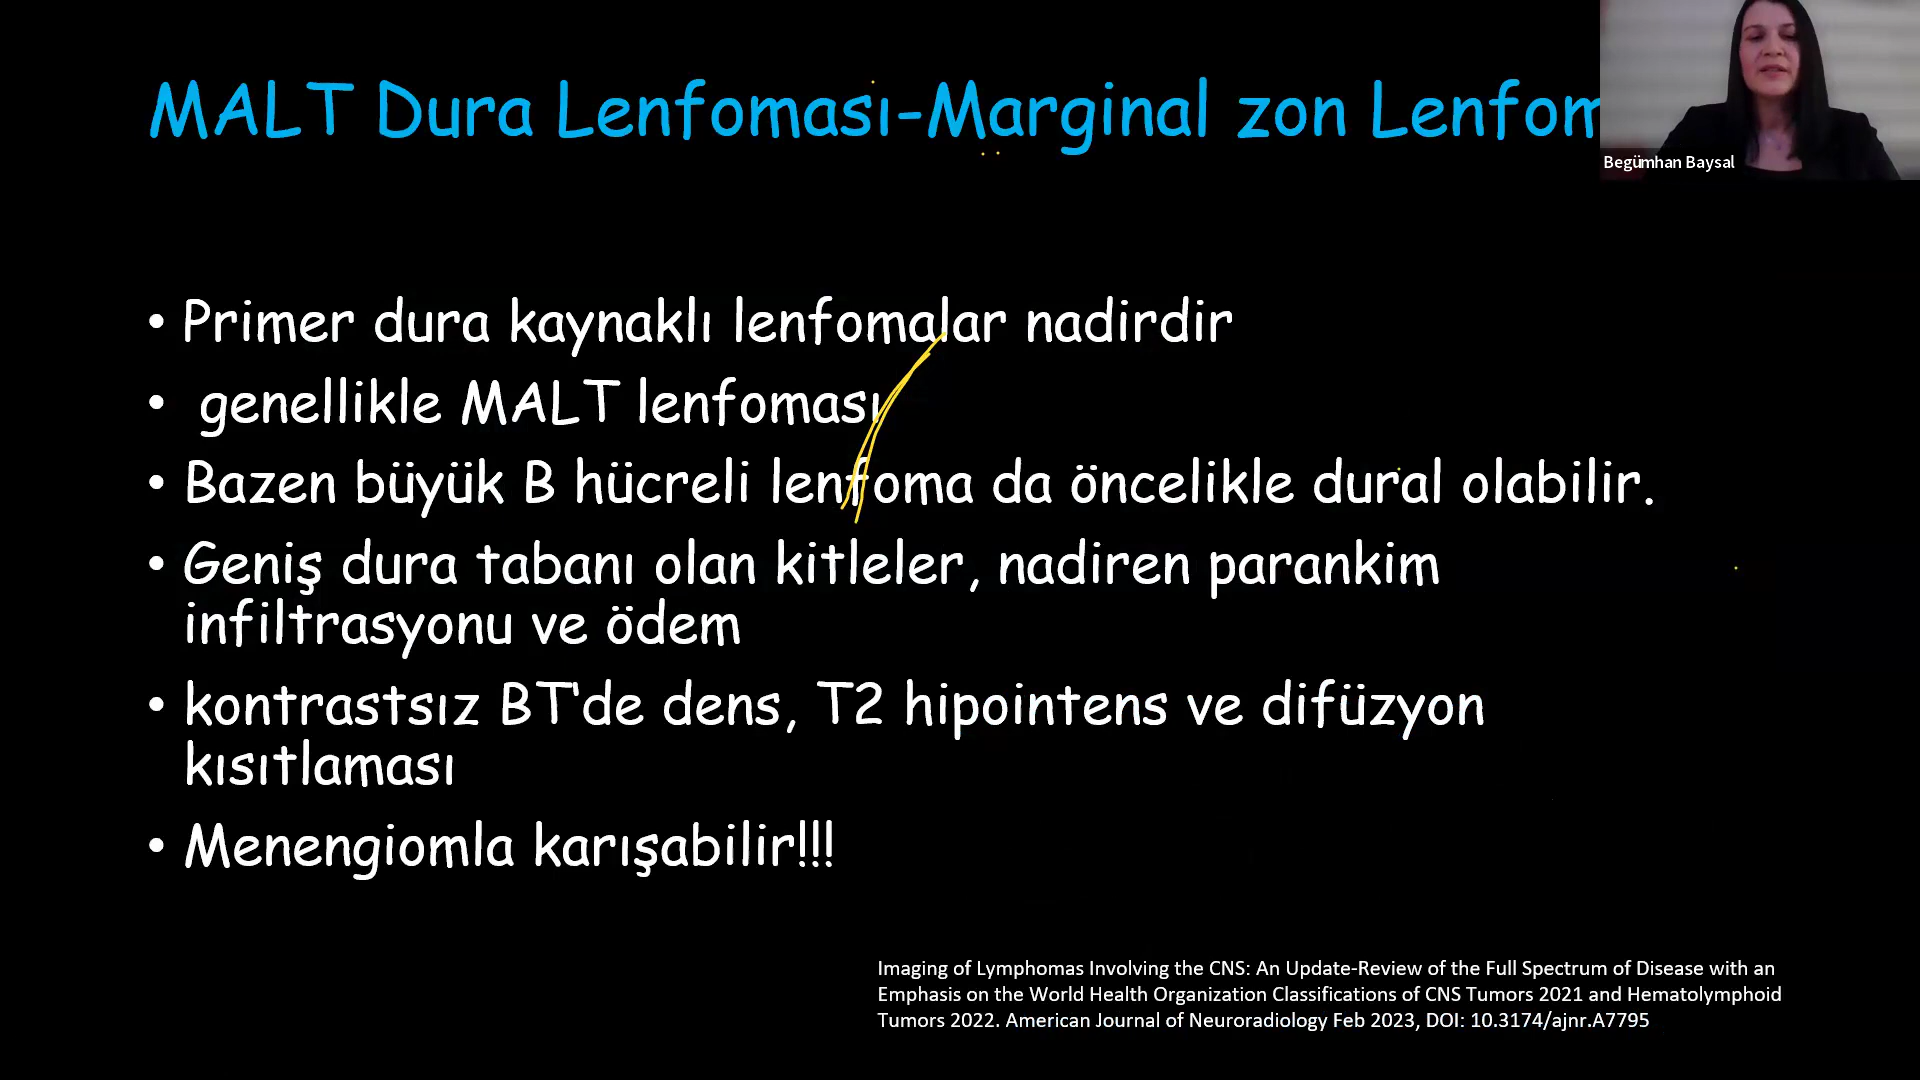 MALT Dura Lenfoması-Marginal zon Lenfom
Begümhan Baysal
• Primer dura kaynaklı lenfomalar nadirdir
• genellikle MALT lenfoması
• Bazen büyük B hücreli lenfoma da öncelikle dural olabilir.
• Geniş dura tabanı olan kitleler, nadiren parankim
infiltrasyonu ve ödem
• kontrastsız BT'de dens, T2 hipointens ve difüzyon
kısıtlaması
• Menengiomla karışabilir!!!
Imaging of Lymphomas Involving the CNS: An Update-Review of the Full Spectrum of Disease with an
Emphasis on the World Health Organization Classifications of CNS Tumors 2021 and Hematolymphoid
Tumors 2022. American Journal of Neuroradiology Feb 2023, DOI: 10.3174/ajnr.A7795